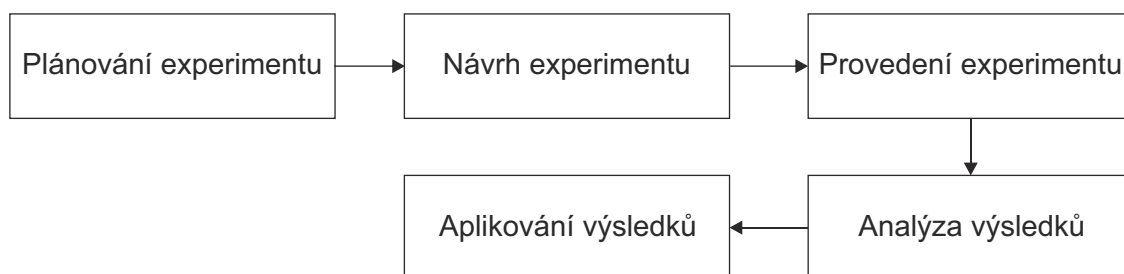 Plánování experimentu
Návrh experimentu
Provedení experimentu
Analýza výsledků
Aplikování výsledků